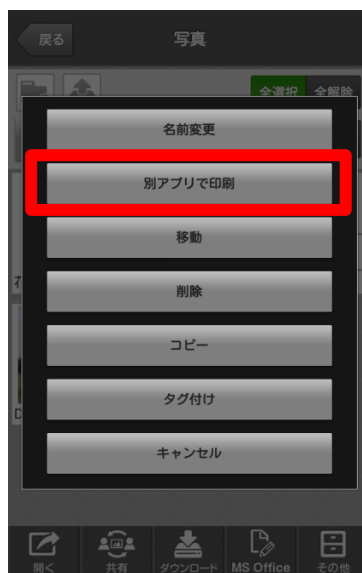 戻る
写真
全選択
全解除
名前変更
別アプリで印刷
移動
削除
コピー
タグ付け
キャンセル
開く
共有
ダウンロード
MS Office
その他